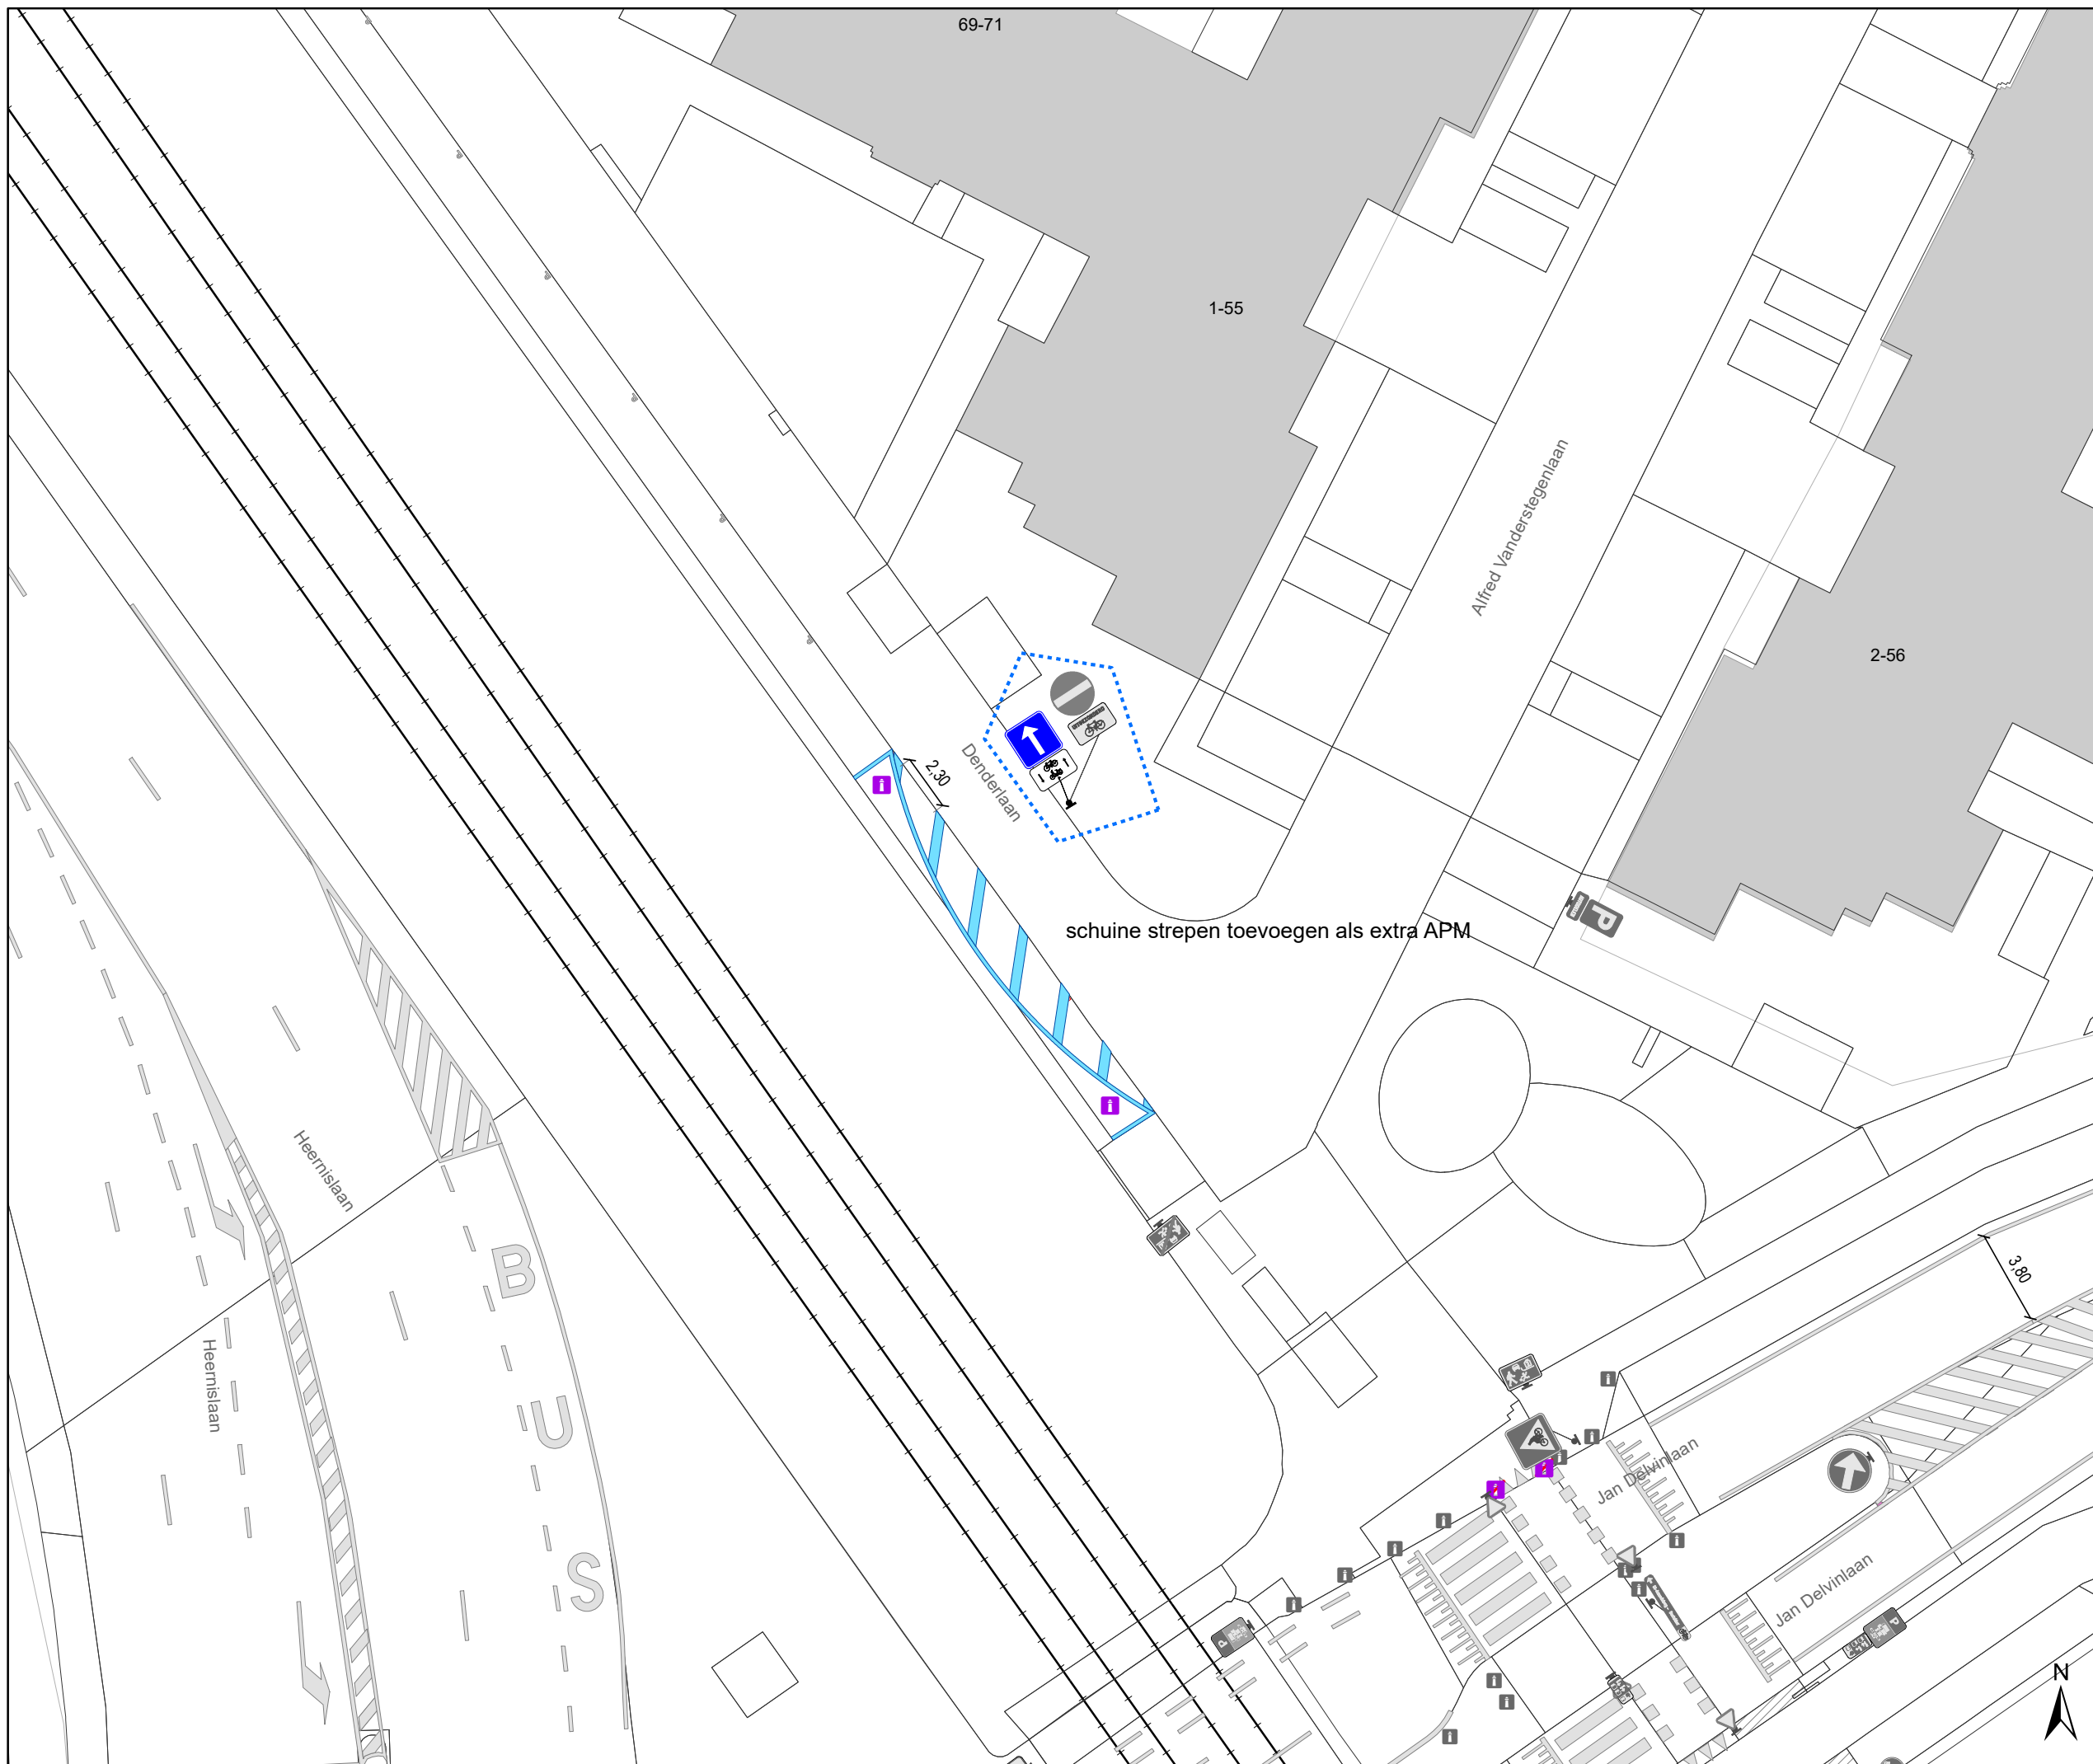 69-71
1-55
Alfred Vanderstegenlaan
2-56
Denderlaan
2,30
schuine strepen toevoegen als extra APM
P
Heernislaan
Heernislaan
BUS
3,80
Jan Delvinlaan
Jan Delvinlaan
P
P
N